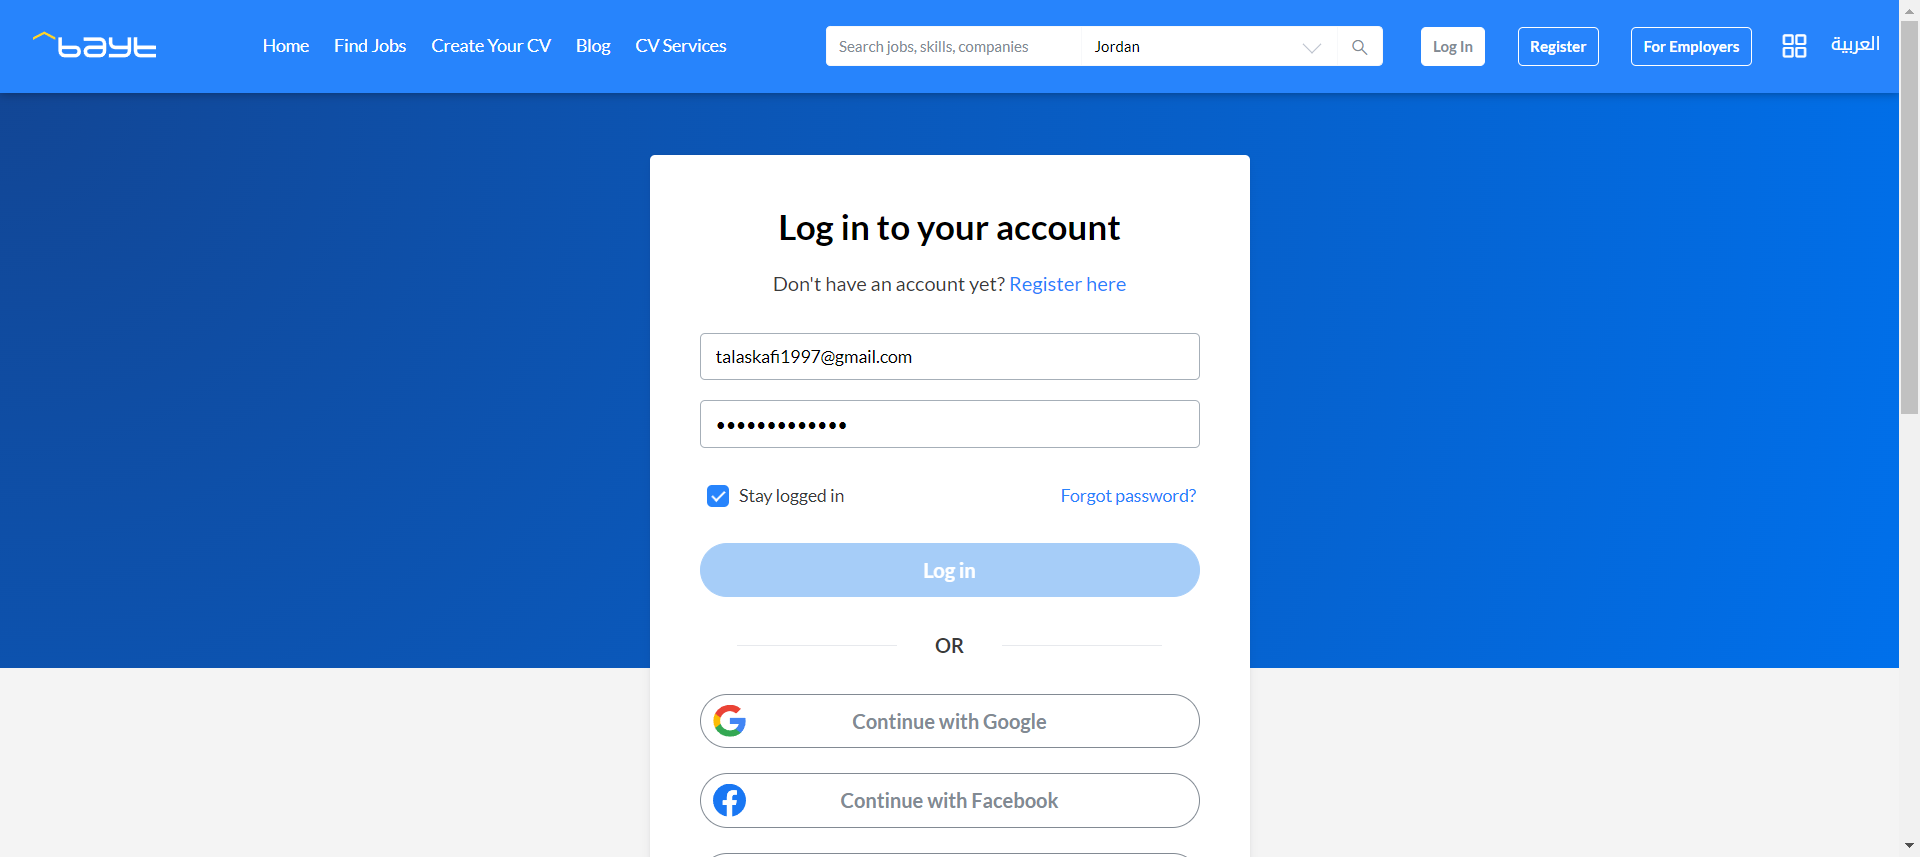 bayt
Home
Find Jobs
Create Your CV
Blog
CV Services
Search jobs, skills, companies
Jordan
Log In
Register
For Employers
العربية
Log in to your account
Don't have an account yet? Register here
talaskafi1997@gmail.com
•••••••••••••
Stay logged in
Forgot password?
Log in
OR
Continue with Google
Continue with Facebook